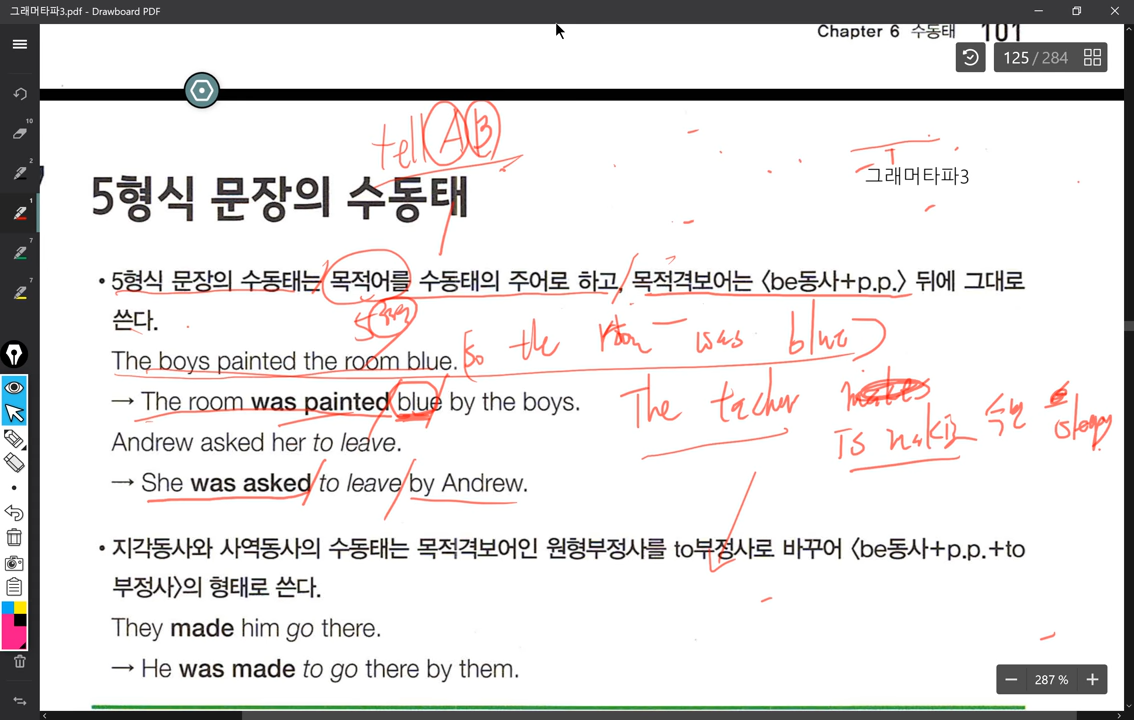 그래머타파3.pdf - Drawboard PDF
Chapter 6 수동태 101
125 / 284
10
2
1
7
7
tell A B
그래머타파3
5형식 문장의 수동태
• 5형식 문장의 수동태는 목적어를 수동태의 주어로 하고, 목적격보어는 〈be동사+p.p.〉 뒤에 그대로
쓴다.
So the room was blue
The boys painted the room blue.
→ The room was painted blue by the boys.
The
is
Andrew asked her to leave.
→ She was asked to leave by Andrew.
• 지각동사와 사역동사의 수동태는 목적격보어인 원형부정사를 to부정사로 바꾸어 〈be동사+p.p.+to
부정사〉의 형태로 쓴다.
They made him go there.
→ He was made to go there by them.
287 %